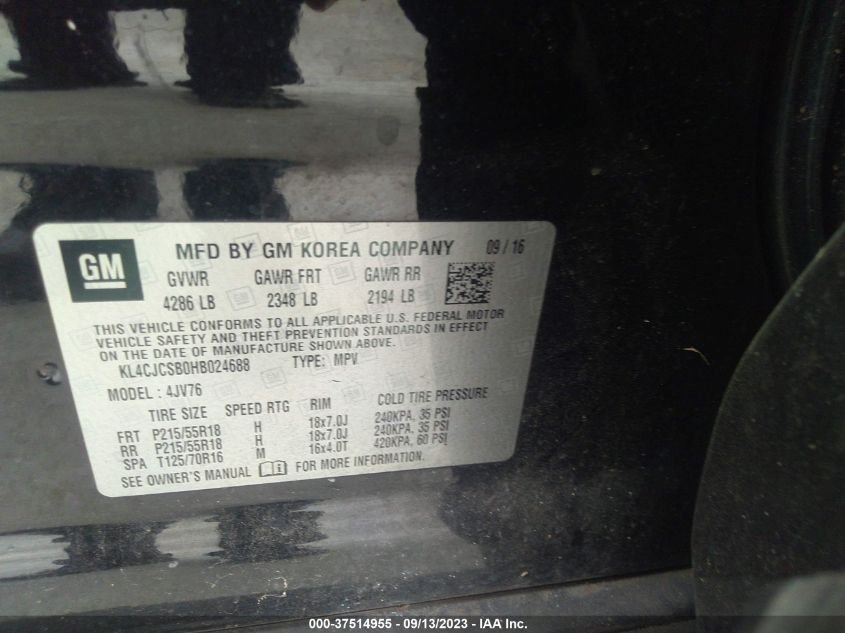 GM MFD BY GM KOREA COMPANY 09 / 16
GVWR GAWR FRT GAWR RR
4286 LB 2348 LB 2194 LB
THIS VEHICLE CONFORMS TO ALL APPLICABLE U.S. FEDERAL MOTOR
VEHICLE SAFETY AND THEFT PREVENTION STANDARDS IN EFFECT
ON THE DATE OF MANUFACTURE SHOWN ABOVE.
KL4CJCSB0HB024688 TYPE: MPV
MODEL : 4JV76
TIRE SIZE SPEED RTG RIM COLD TIRE PRESSURE
FRT P215/55R18 H 18x7.0J 240KPA, 35 PSI
RR P215/55R18 H 18x7.0J 240KPA, 35 PSI
SPA T125/70R16 M 16x4.0T 420KPA, 60 PSI
SEE OWNER'S MANUAL FOR MORE INFORMATION.
000-37514955 - 09/13/2023 - IAA Inc.